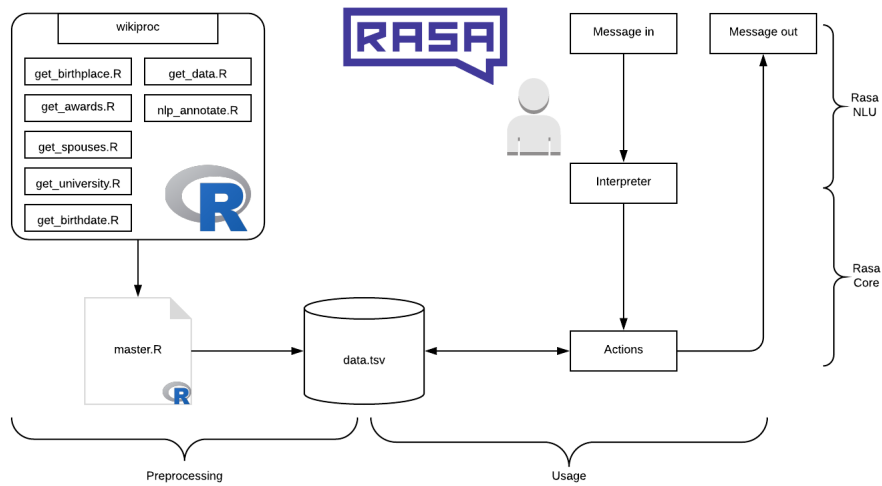 wikiproc
get_birthplace.R
get_data.R
get_awards.R
nlp_annotate.R
get_spouses.R
get_university.R
get_birthdate.R
R
RASA
Message in
Message out
Interpreter
Rasa
NLU
Rasa
Core
master.R
R
data.tsv
Actions
Preprocessing
Usage